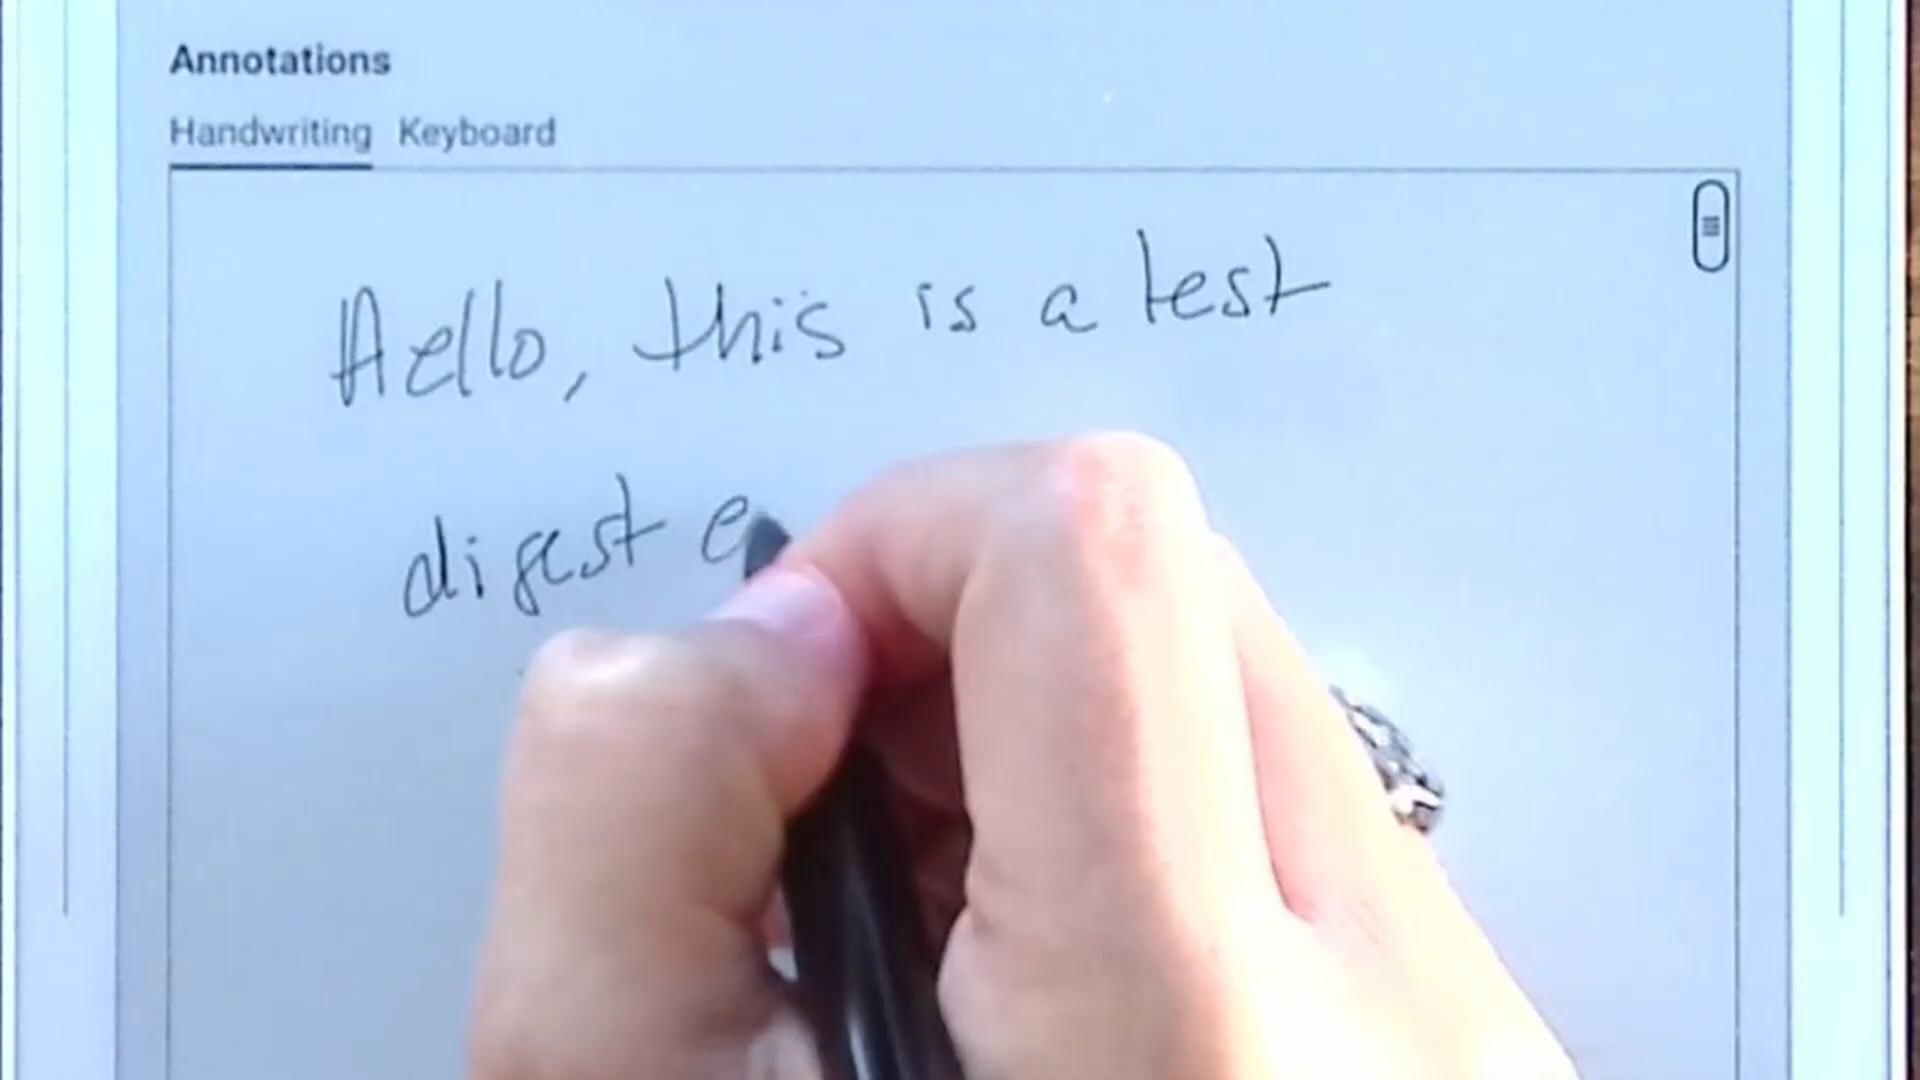 Annotations
Handwriting Keyboard
Hello, this is a test
digest e